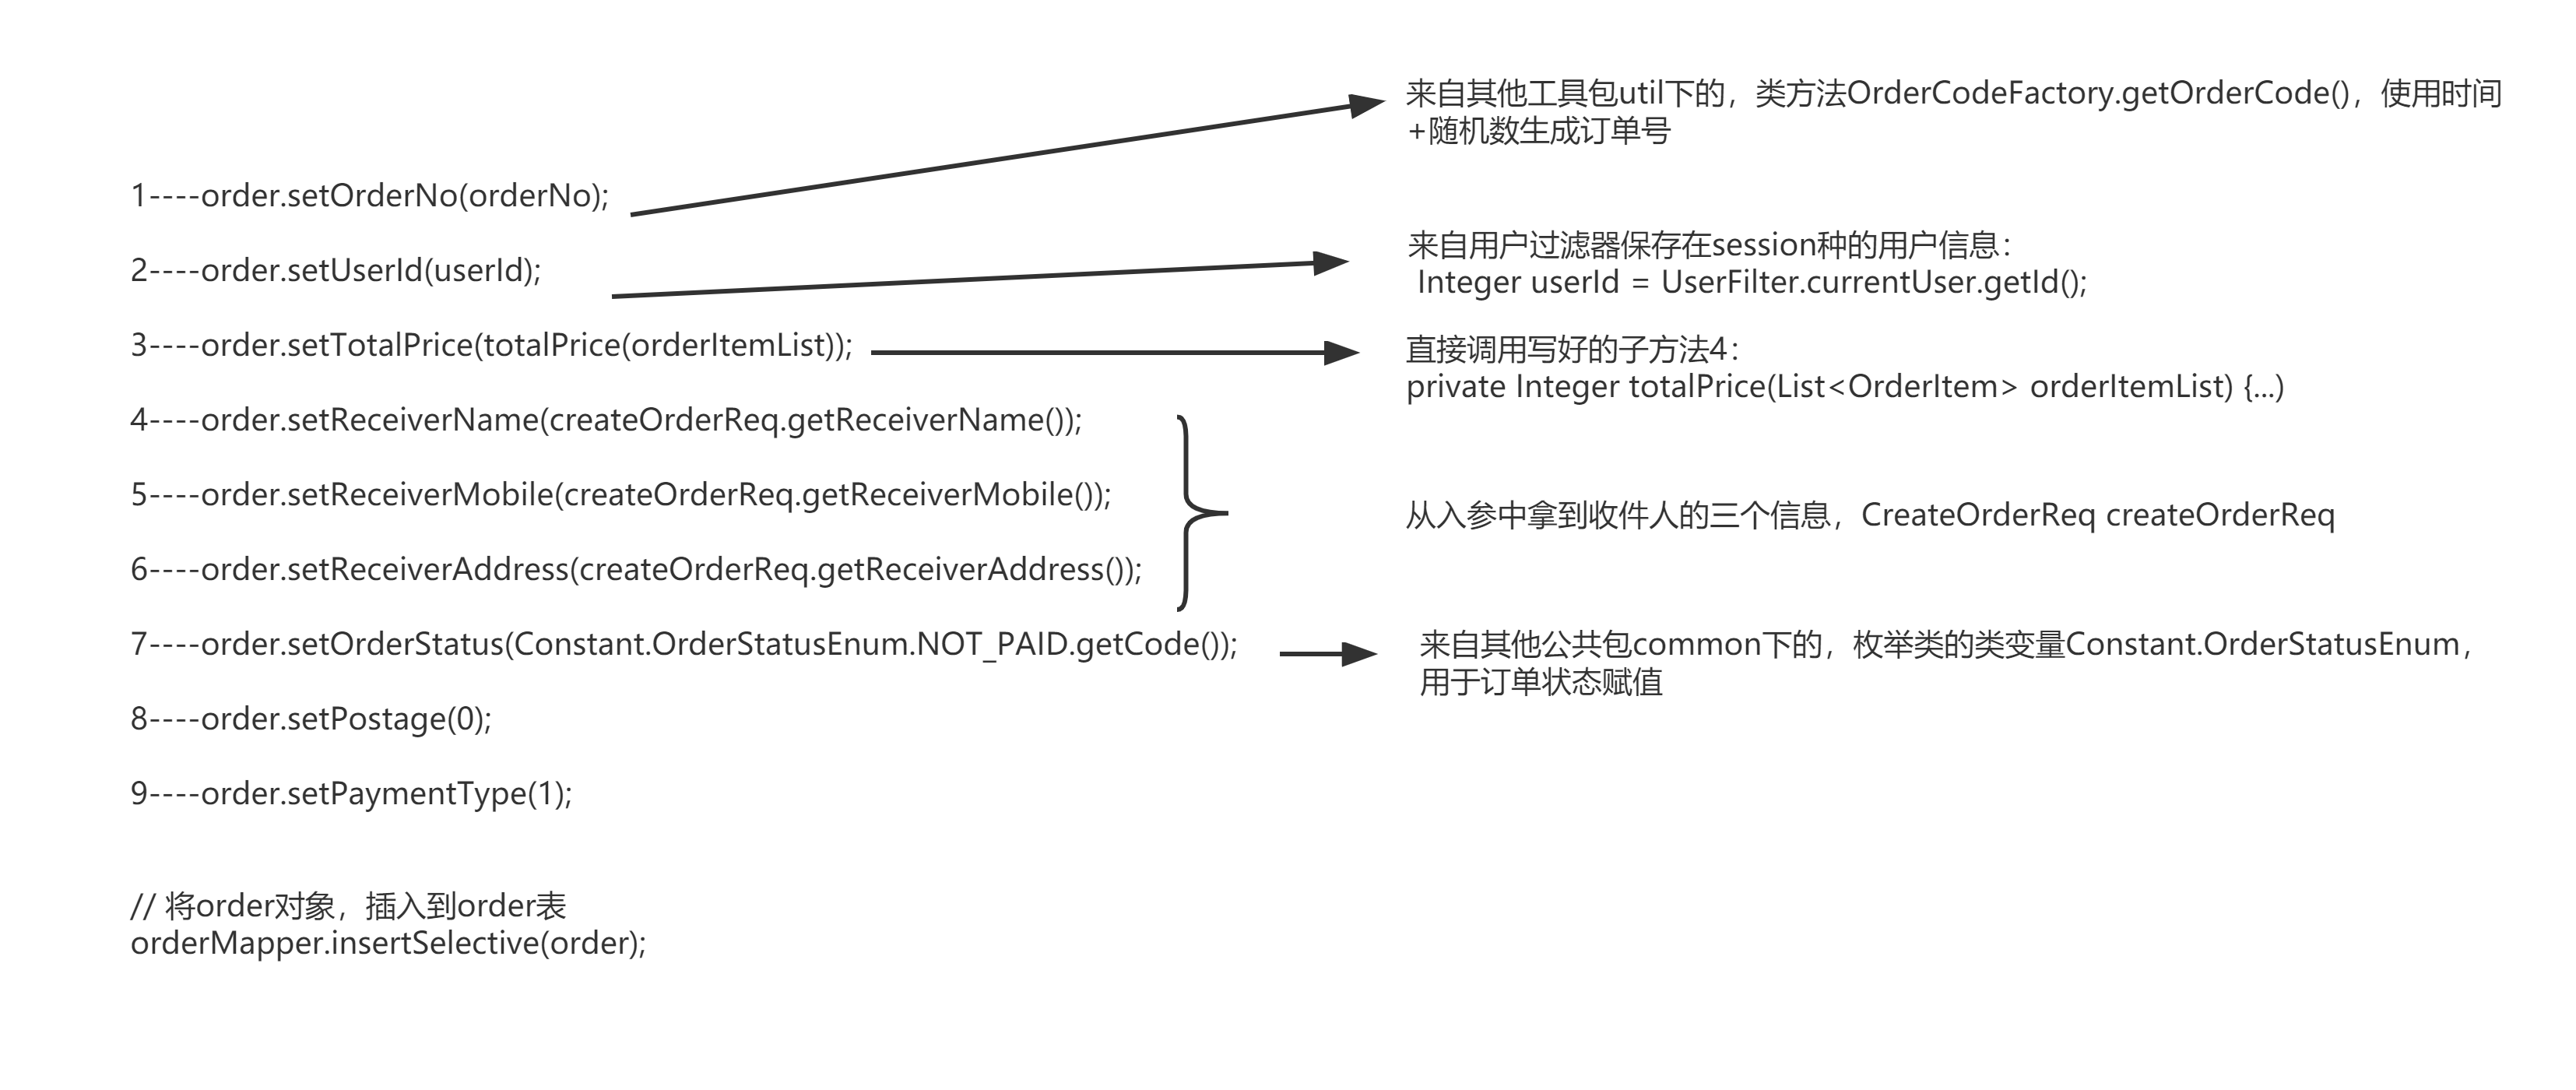 来自其他工具包util下的，类方法OrderCodeFactory.getOrderCode()，使用时间
+随机数生成订单号
1----order.setOrderNo(orderNo);
来自用户过滤器保存在session种的用户信息：
2----order.setUserId(userId);
Integer userId = UserFilter.currentUser.getId();
3----order.setTotalPrice(totalPrice(orderItemList));
直接调用写好的子方法4：
private Integer totalPrice(List<OrderItem> orderItemList) {...)
4----order.setReceiverName(createOrderReq.getReceiverName());
5----order.setReceiverMobile(createOrderReq.getReceiverMobile());
从入参中拿到收件人的三个信息，CreateOrderReq createOrderReq
6----order.setReceiverAddress(createOrderReq.getReceiverAddress());
7----order.setOrderStatus(Constant.OrderStatusEnum.NOT_PAID.getCode());
来自其他公共包common下的，枚举类的类变量Constant.OrderStatusEnum，
用于订单状态赋值
8----order.setPostage(0);
9----order.setPaymentType(1);
// 将order对象，插入到order表
orderMapper.insertSelective(order);